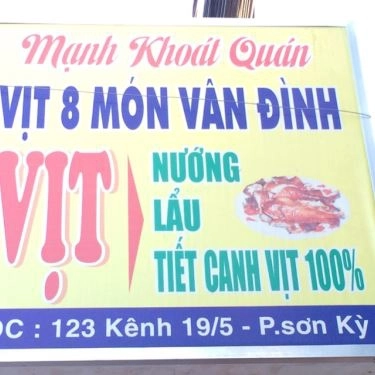 Mạnh Khoát Quán
VỊT 8 MÓN VÂN ĐÌNH
VỊT
NƯỚNG
LẨU
TIẾT CANH VỊT 100%
ĐC : 123 Kênh 19/5 - P.sơn Kỳ